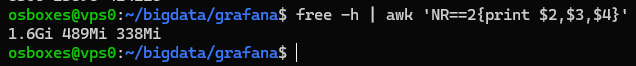 osboxes@vps0:~/bigdata/grafana$ free -h | awk 'NR==2{print $2,$3,$4}'
1.6Gi 489Mi 338Mi
osboxes@vps0:~/bigdata/grafana$